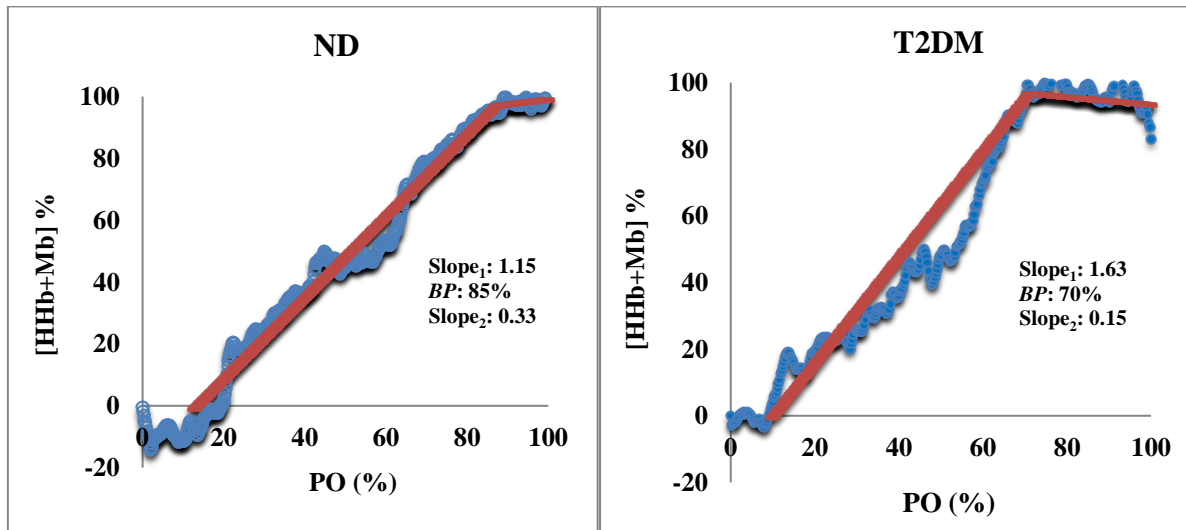 ND
[HHb+Mb] %
100
80
60
40
20
0
-20
0 20 40 60 80 100
PO (%)
Slope₁: 1.15
BP: 85%
Slope₂: 0.33
T2DM
[HHb+Mb] %
100
80
60
40
20
0
-20
0 20 40 60 80 100
PO (%)
Slope₁: 1.63
BP: 70%
Slope₂: 0.15